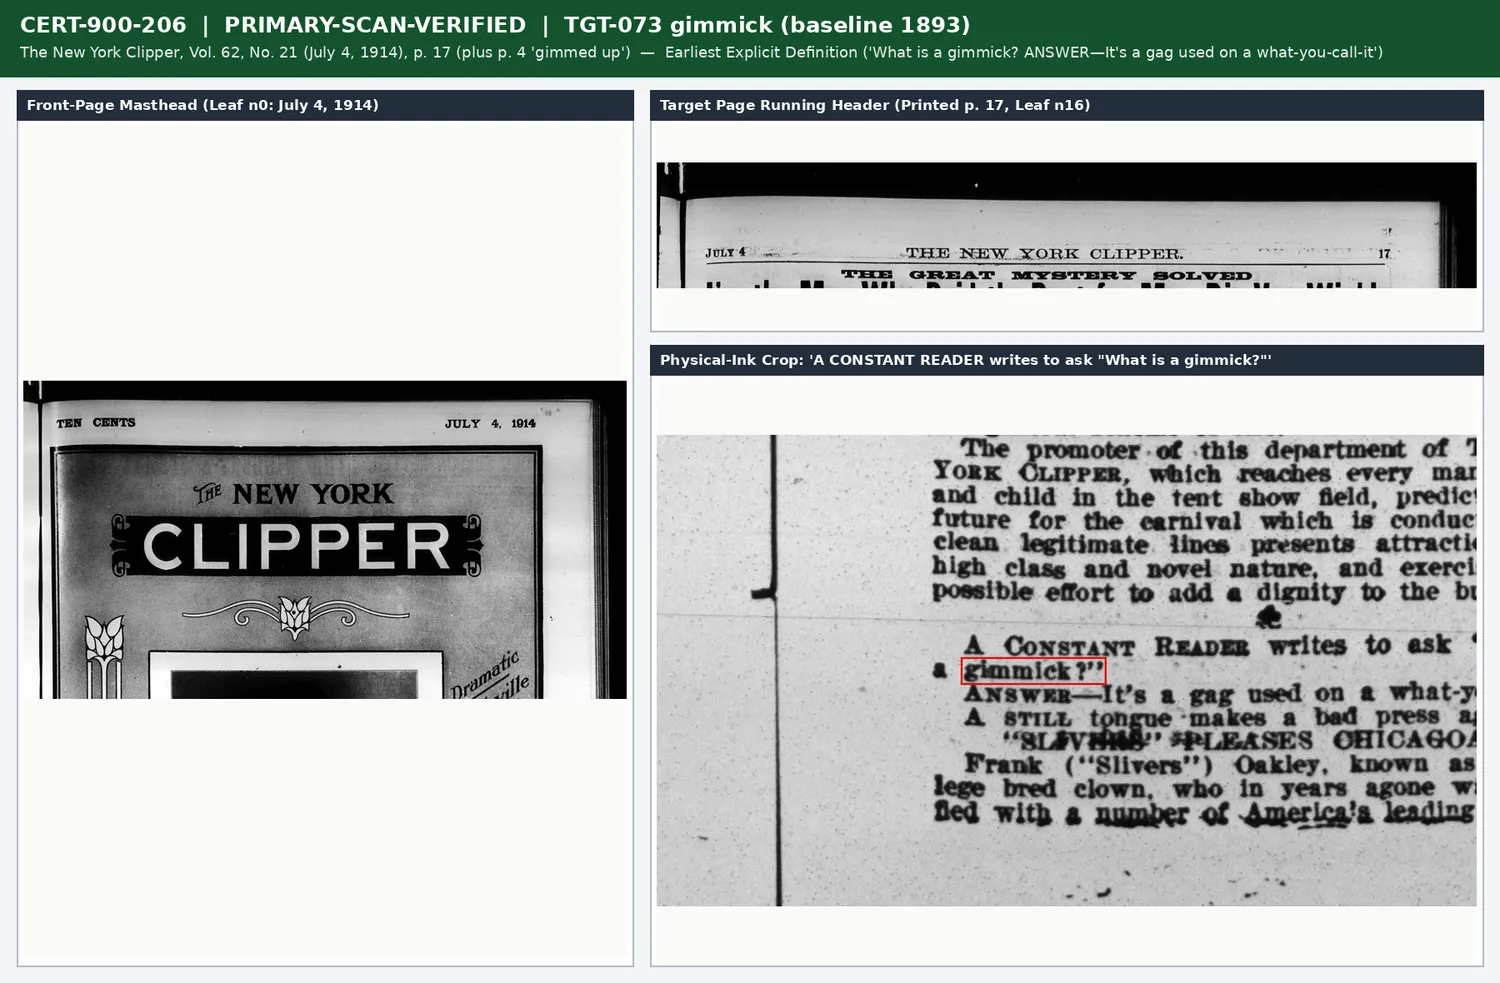 CERT-900-206 | PRIMARY-SCAN-VERIFIED | TGT-073 gimmick (baseline 1893)
The New York Clipper, Vol. 62, No. 21 (July 4, 1914), p. 17 (plus p. 4 'gimmed up') — Earliest Explicit Definition ('What is a gimmick? ANSWER—It's a gag used on a what-you-call-it')
Front-Page Masthead (Leaf n0: July 4, 1914)
TEN CENTS
JULY 4, 1914
THE NEW YORK
CLIPPER
Dramatic
Target Page Running Header (Printed p. 17, Leaf n16)
JULY 4
THE NEW YORK CLIPPER.
17
THE GREAT MYSTERY SOLVED
Physical-Ink Crop: 'A CONSTANT READER writes to ask "What is a gimmick?"'
The promoter of this department of
YORK CLIPPER, which reaches every
and child in the tent show field,
future for the carnival which is
clean legitimate lines presents
high class and novel nature, and
possible effort to add a dignity to the
A CONSTANT READER writes to ask "
a gimmick?"
ANSWER—It's a gag used on a
A STILL tongue makes a bad press
"SLIVERS" PLEASES
Frank ("Slivers") Oakley, known as
lege bred clown, who in years agone
fied with a number of America's leading